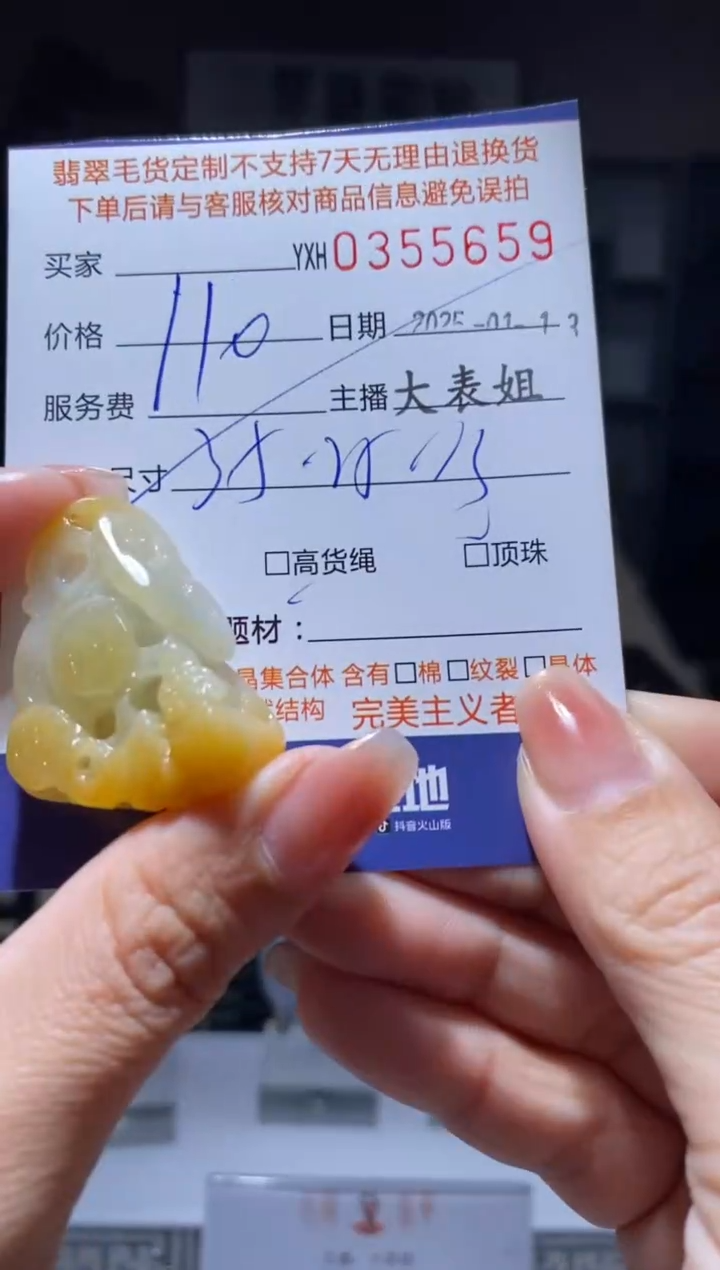 翡翠毛货定制不支持7天无理由退换货
下单后请与客服核对商品信息避免误拍
买家 YXH 0355659
价格 110 日期 2025-01-13
服务费 主播 大表姐
尺寸
□高货绳 □顶珠
题材：
晶集合体 含有□棉□纹裂□晶体
结构 完美主义者
地
抖音火山版